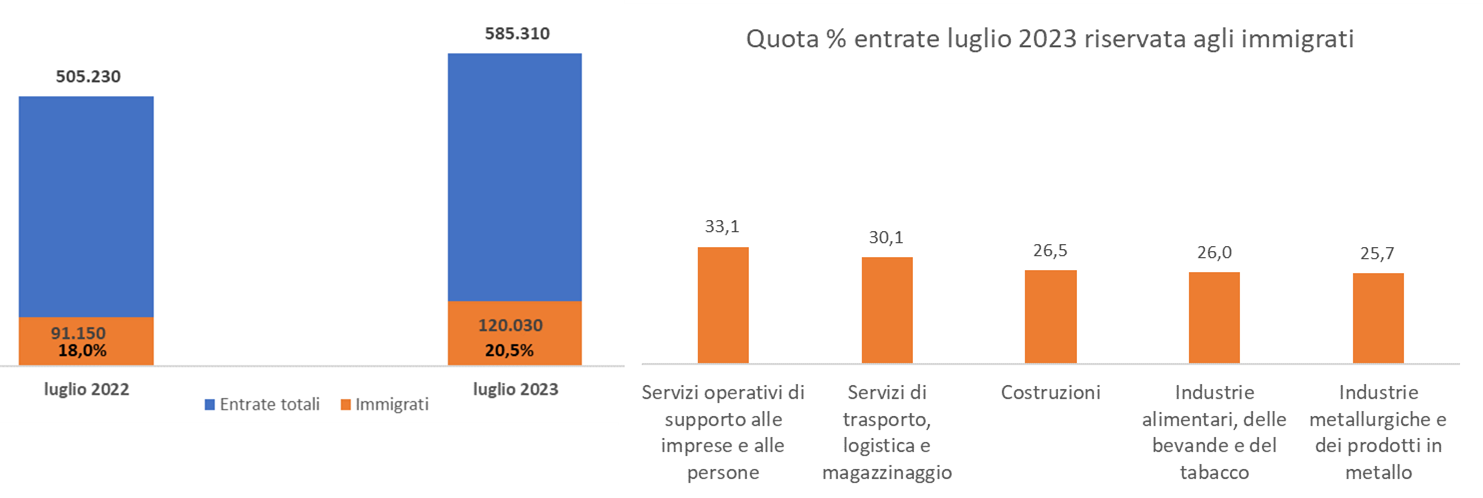 505.230
585.310
91.150
18,0%
120.030
20,5%
luglio 2022
luglio 2023
Entrate totali
Immigrati
Quota % entrate luglio 2023 riservata agli immigrati
33,1
30,1
26,5
26,0
25,7
Servizi operativi di
supporto alle
imprese e alle
persone
Servizi di
trasporto,
logistica e
magazzinaggio
Costruzioni
Industrie
alimentari, delle
bevande e del
tabacco
Industrie
metallurgiche e
dei prodotti in
metallo